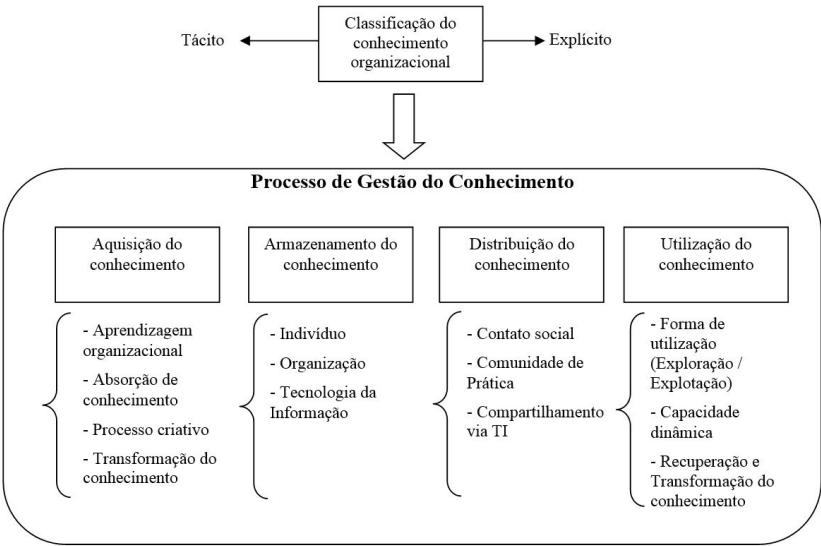 Classificação do
conhecimento
organizacional
Tácito
Explícito
Processo de Gestão do Conhecimento
Aquisição do
conhecimento
- Aprendizagem
organizacional
- Absorção de
conhecimento
- Processo criativo
- Transformação do
conhecimento
Armazenamento do
conhecimento
- Indivíduo
- Organização
- Tecnologia da
Informação
Distribuição do
conhecimento
- Contato social
- Comunidade de
Prática
- Compartilhamento
via TI
Utilização do
conhecimento
- Forma de
utilização
(Exploração /
Explotação)
- Capacidade
dinâmica
- Recuperação e
Transformação do
conhecimento